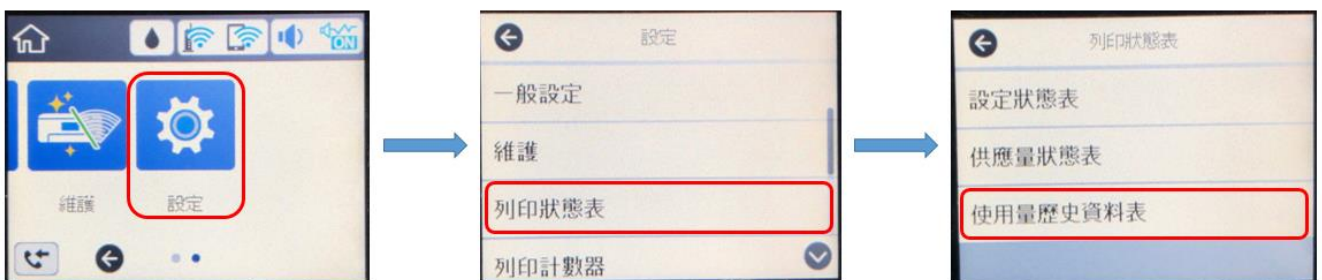 ON
維護
設定
設定
一般設定
維護
列印狀態表
列印計數器
列印狀態表
設定狀態表
供應量狀態表
使用量歷史資料表